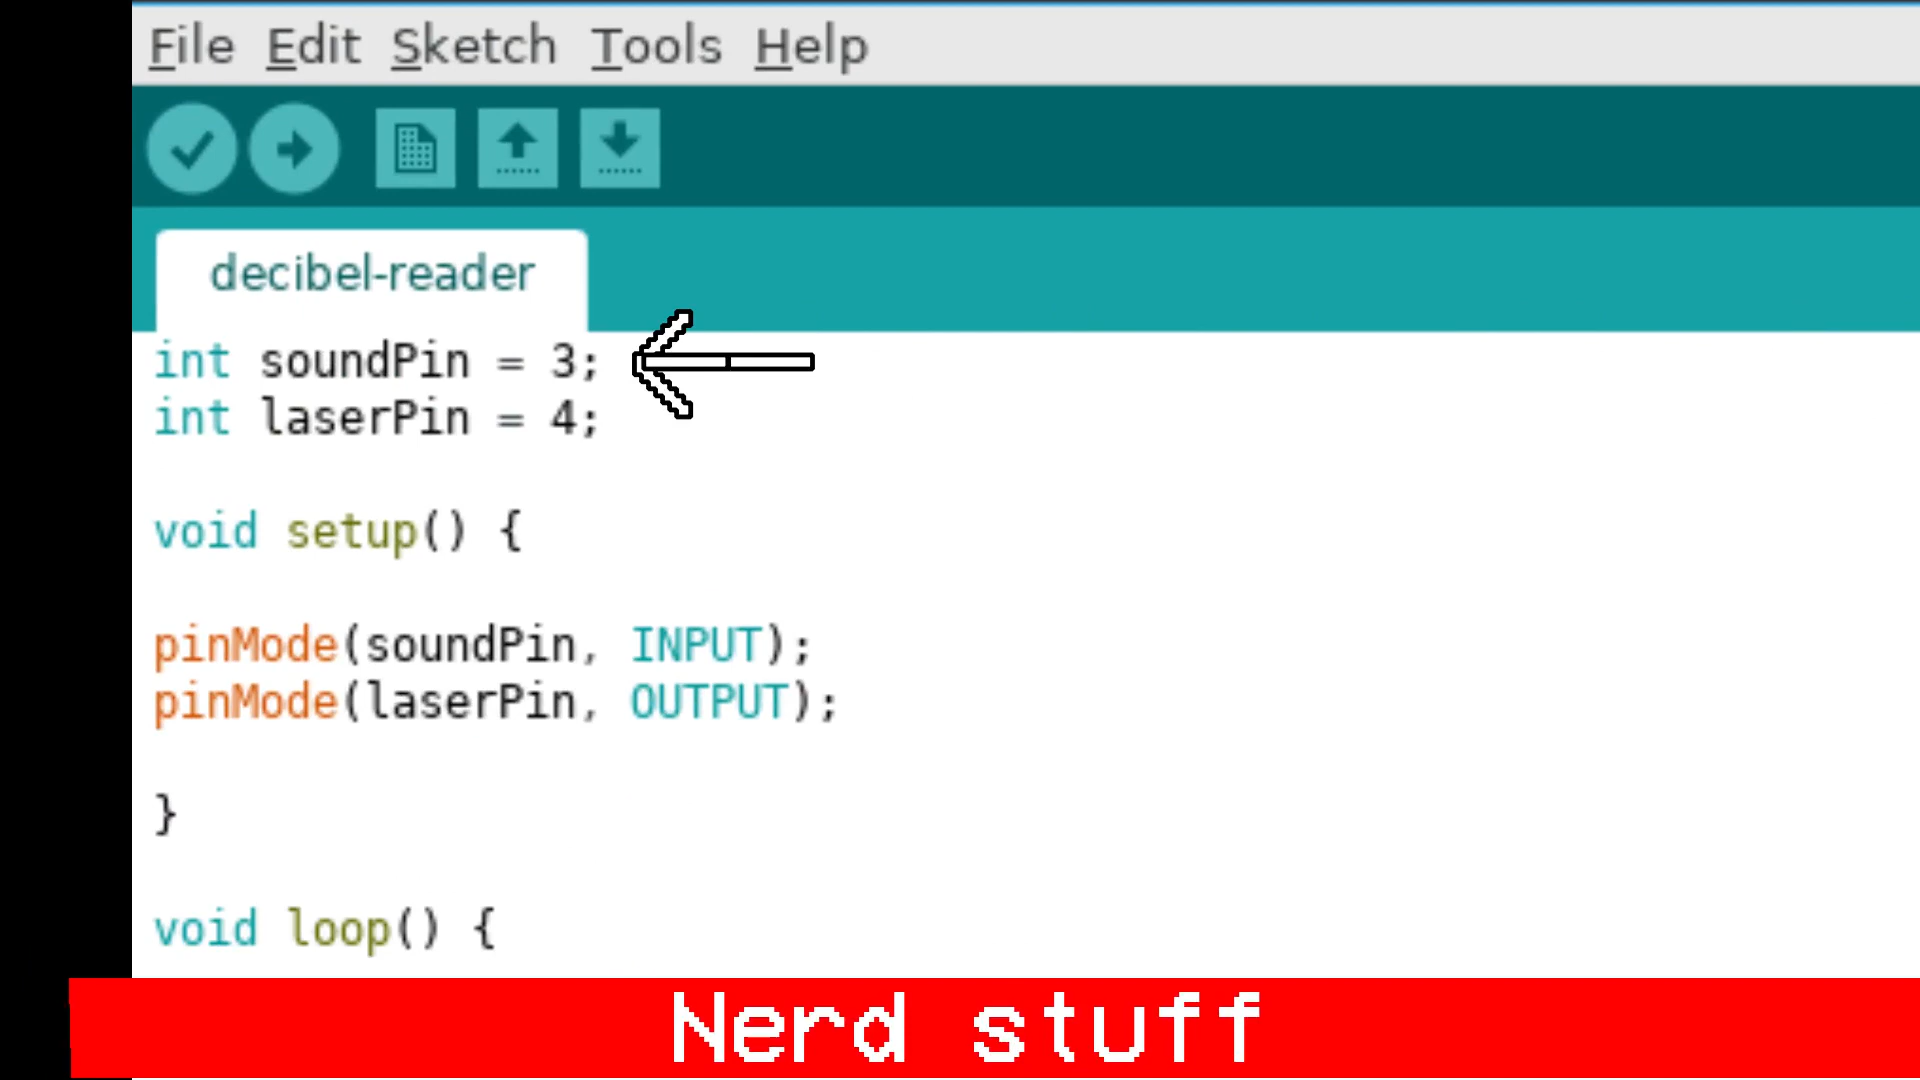 File Edit Sketch Tools Help
decibel-reader
int soundPin = 3;
int laserPin = 4;
void setup() {
pinMode(soundPin, INPUT);
pinMode(laserPin, OUTPUT);
}
void loop() {
Nerd stuff